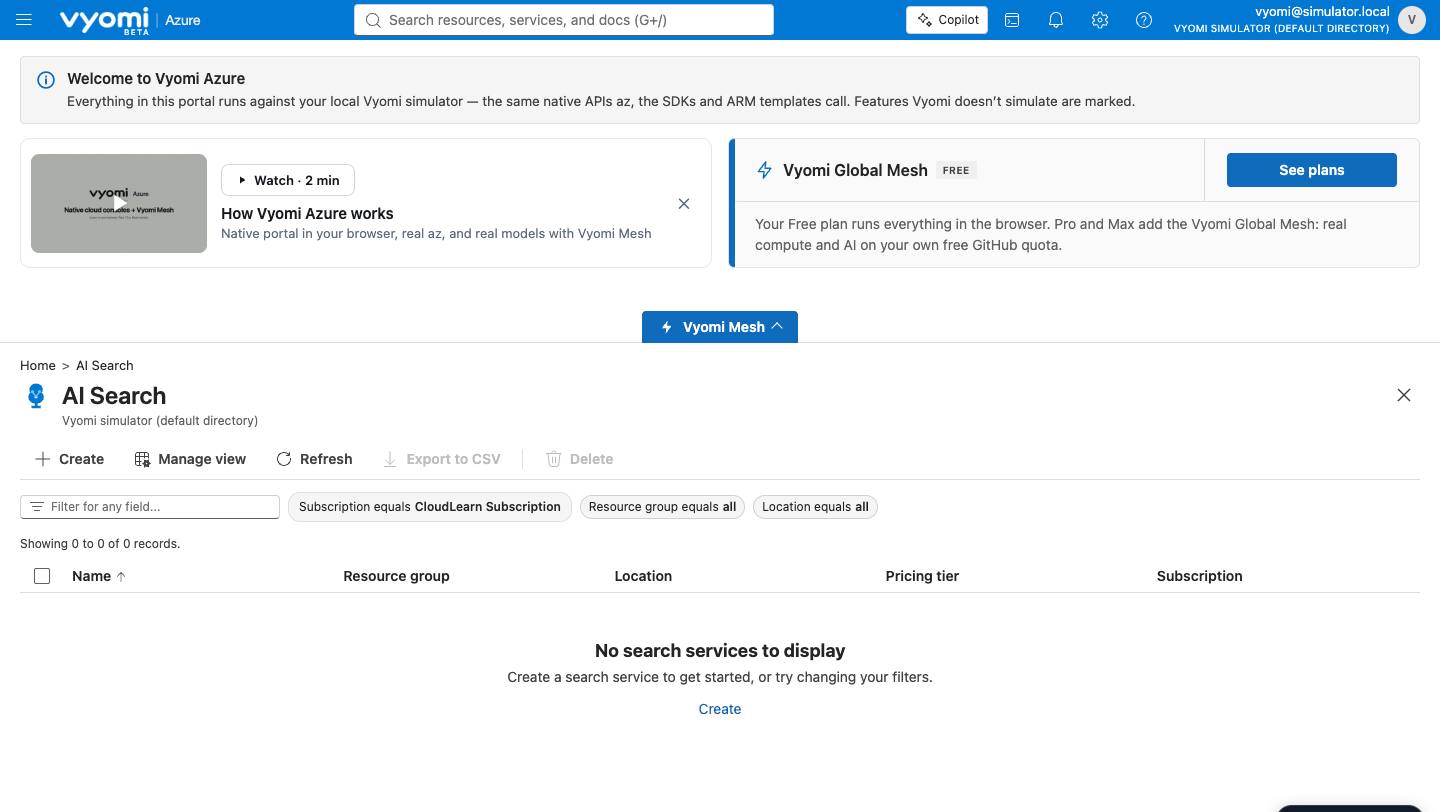 vyomi
BETA
Azure
Search resources, services, and docs (G+/)
Copilot
vyomi@simulator.local
VYOMI SIMULATOR (DEFAULT DIRECTORY)
V
Welcome to Vyomi Azure
Everything in this portal runs against your local Vyomi simulator — the same native APIs az, the SDKs and ARM templates call. Features Vyomi doesn't simulate are marked.
vyomi Azure
Native cloud consoles + Vyomi Mesh
Watch · 2 min
How Vyomi Azure works
Native portal in your browser, real az, and real models with Vyomi Mesh
Vyomi Global Mesh FREE
See plans
Your Free plan runs everything in the browser. Pro and Max add the Vyomi Global Mesh: real
compute and AI on your own free GitHub quota.
Vyomi Mesh
Home > AI Search
AI Search
Vyomi simulator (default directory)
Create
Manage view
Refresh
Export to CSV
Delete
Filter for any field...
Subscription equals CloudLearn Subscription
Resource group equals all
Location equals all
Showing 0 to 0 of 0 records.
Name ↑
Resource group
Location
Pricing tier
Subscription
No search services to display
Create a search service to get started, or try changing your filters.
Create